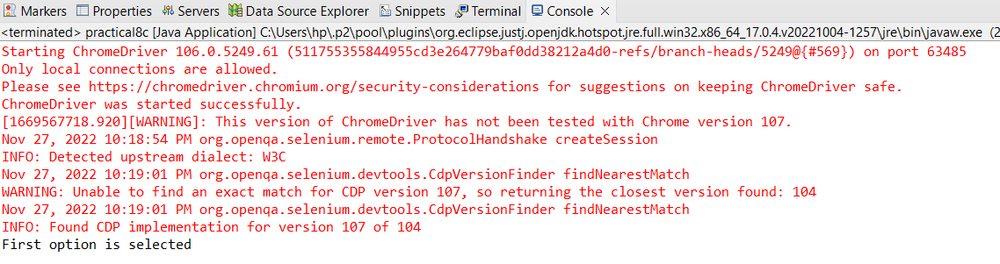 Markers Properties Servers Data Source Explorer Snippets Terminal Console
<terminated> practical8c [Java Application] C:\Users\hp\.p2\pool\plugins\org.eclipse.justj.openjdk.hotspot.jre.full.win32.x86_64_17.0.4.v20221004-1257\jre\bin\javaw.exe (2
Starting ChromeDriver 106.0.5249.61 (511755355844955cd3e264779baf0dd38212a4d0-refs/branch-heads/5249@{#569}) on port 63485
Only local connections are allowed.
Please see https://chromedriver.chromium.org/security-considerations for suggestions on keeping ChromeDriver safe.
ChromeDriver was started successfully.
[1669567718.920][WARNING]: This version of ChromeDriver has not been tested with Chrome version 107.
Nov 27, 2022 10:18:54 PM org.openqa.selenium.remote.ProtocolHandshake createSession
INFO: Detected upstream dialect: W3C
Nov 27, 2022 10:19:01 PM org.openqa.selenium.devtools.CdpVersionFinder findNearestMatch
WARNING: Unable to find an exact match for CDP version 107, so returning the closest version found: 104
Nov 27, 2022 10:19:01 PM org.openqa.selenium.devtools.CdpVersionFinder findNearestMatch
INFO: Found CDP implementation for version 107 of 104
First option is selected